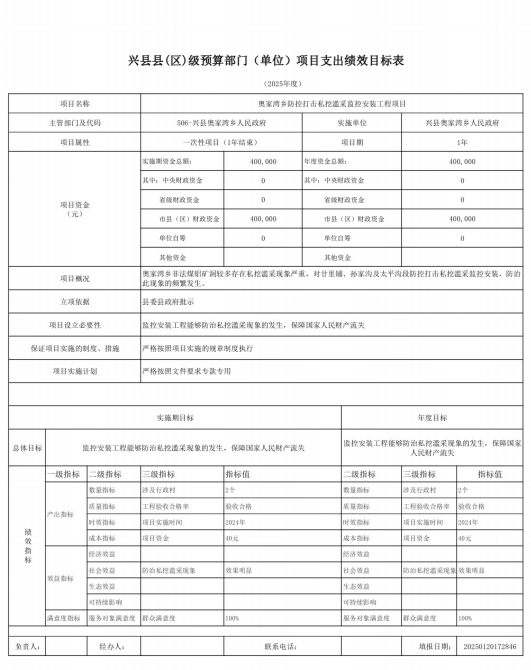 兴县县(区)级预算部门（单位）项目支出绩效目标表
（2025年度）
项目名称 奥家湾乡防控打击私挖滥采监控安装工程项目
主管部门及代码 506-兴县奥家湾乡人民政府 实施单位 兴县奥家湾乡人民政府
项目属性 一次性项目（1年结束） 项目期 1年
项目资金
（元）
实施期资金总额： 400,000 年度资金总额： 400,000
其中：中央财政资金 0 其中：中央财政资金 0
省级财政资金 0 省级财政资金 0
市县（区）财政资金 400,000 市县（区）财政资金 400,000
单位自筹 0 单位自筹 0
其他资金 其他资金
项目概况 奥家湾乡非法煤铝矿洞较多存在私挖滥采现象严重，对廿里铺、孙家沟及太平沟段防控打击私挖滥采监控安装，防治
此现象的频繁发生。
立项依据 县委县政府批示
项目设立必要性 监控安装工程能够防治私挖滥采现象的发生，保障国家人民财产流失
保证项目实施的制度、措施 严格按照项目实施的规章制度执行
项目实施计划 严格按照文件要求专款专用
实施期目标 年度目标
总体目标 监控安装工程能够防治私挖滥采现象的发生，保障国家人民财产流失 监控安装工程能够防治私挖滥采现象的发生，保障国家
人民财产流失
绩效指标
一级指标 二级指标 三级指标 指标值 二级指标 三级指标 指标值
产出指标
数量指标 涉及行政村 2个 数量指标 涉及行政村 2个
质量指标 工程验收合格率 验收合格 质量指标 工程验收合格率 验收合格
时效指标 项目实施时间 2024年 时效指标 项目实施时间 2024年
成本指标 项目资金 40元 成本指标 项目资金 40元
效益指标
经济效益 经济效益
社会效益 防治私挖滥采现象 效果明显 社会效益 防治私挖滥采现象 效果明显
生态效益 生态效益
可持续影响 可持续影响
满意度指标 服务对象满意度 群众满意度 100% 服务对象满意度 群众满意度 100%
负责人： 经办人： 联系电话： 填报日期： 20250120172846